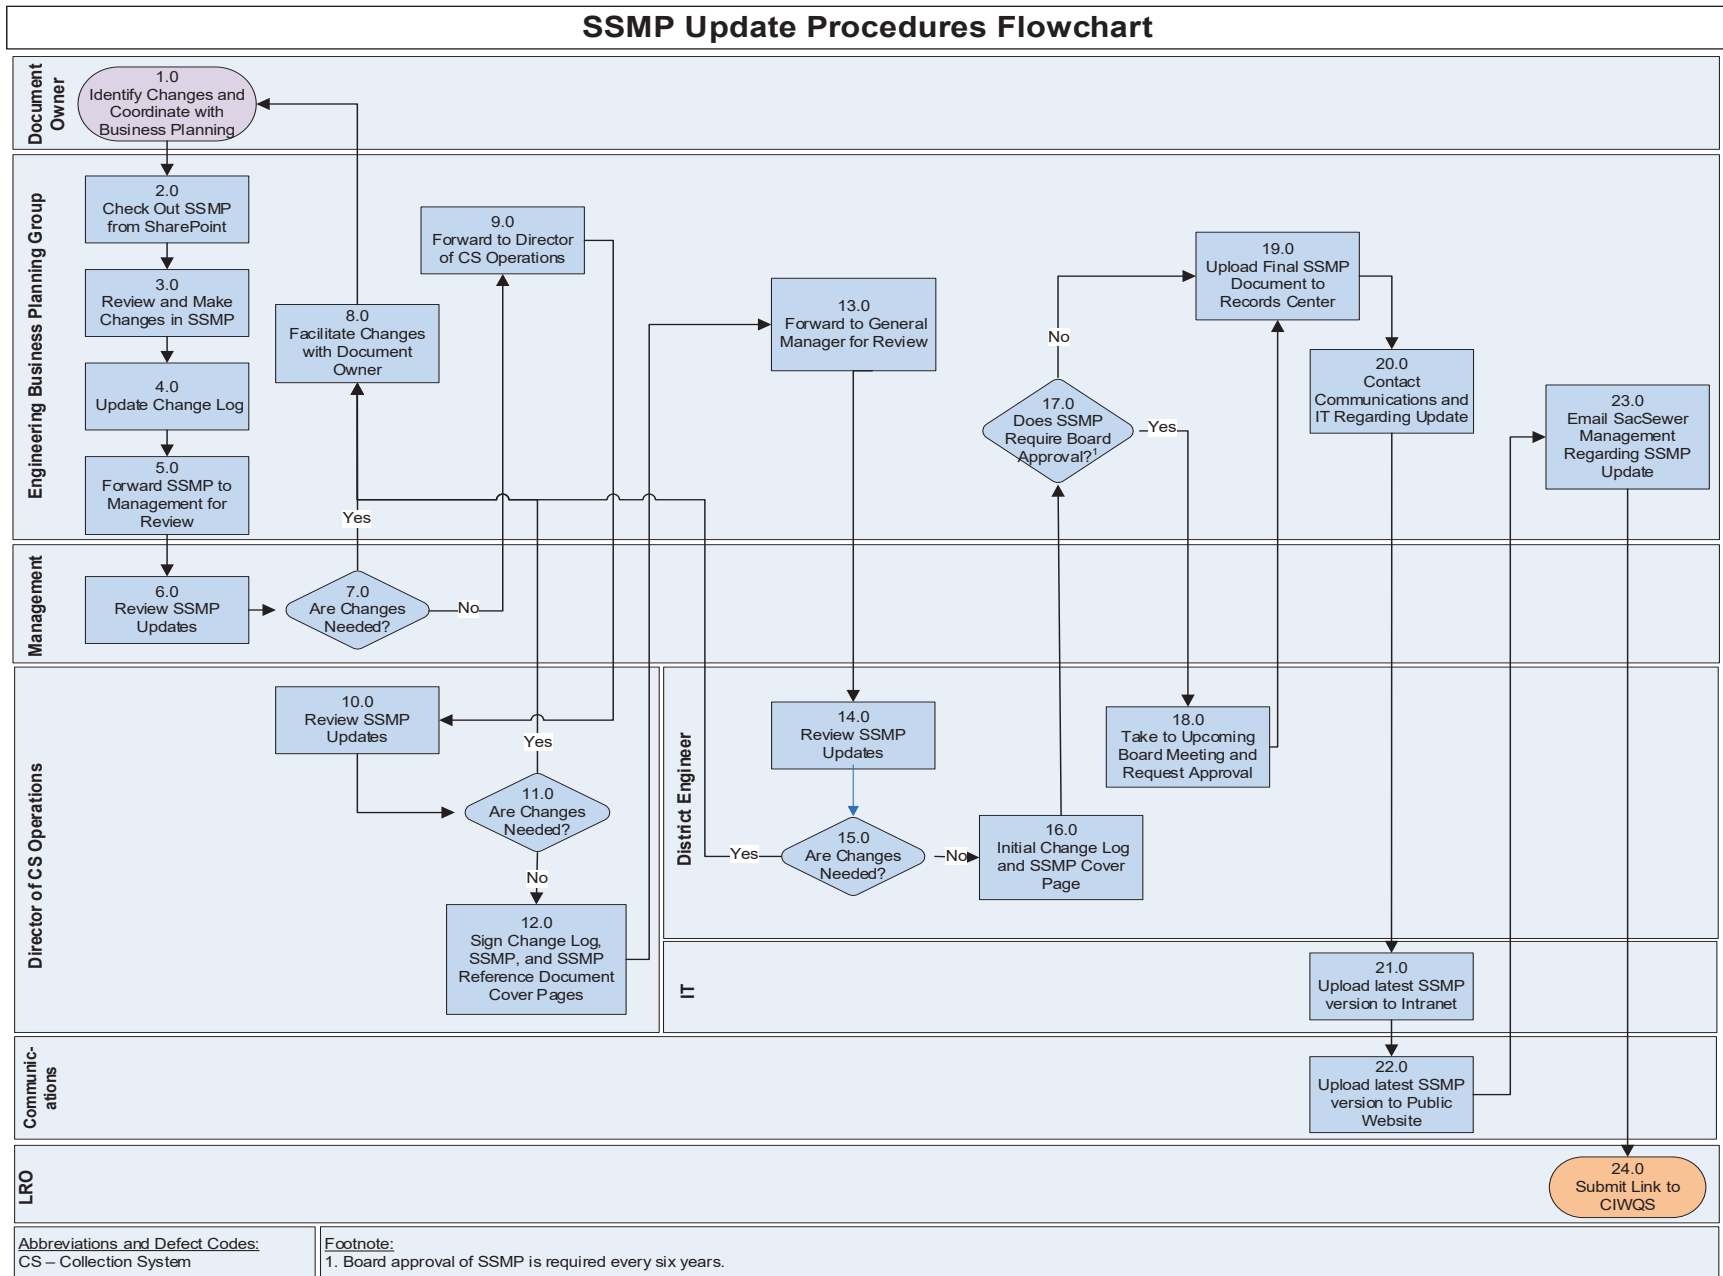 SSMP Update Procedures Flowchart
Document
Owner
1.0
Identify Changes and
Coordinate with
Business Planning
Engineering Business Planning Group
2.0
Check Out SSMP
from SharePoint
3.0
Review and Make
Changes in SSMP
4.0
Update Change Log
5.0
Forward SSMP to
Management for
Review
8.0
Facilitate Changes
with Document
Owner
Yes
9.0
Forward to Director
of CS Operations
13.0
Forward to General
Manager for Review
No
17.0
Does SSMP
Require Board
Approval?1
Yes
19.0
Upload Final SSMP
Document to
Records Center
20.0
Contact
Communications and
IT Regarding Update
23.0
Email SacSewer
Management
Regarding SSMP
Update
Management
6.0
Review SSMP
Updates
7.0
Are Changes
Needed?
No
Director of CS Operations
10.0
Review SSMP
Updates
Yes
11.0
Are Changes
Needed?
No
12.0
Sign Change Log,
SSMP, and SSMP
Reference Document
Cover Pages
District Engineer
14.0
Review SSMP
Updates
Yes
15.0
Are Changes
Needed?
No
16.0
Initial Change Log
and SSMP Cover
Page
18.0
Take to Upcoming
Board Meeting and
Request Approval
IT
21.0
Upload latest SSMP
version to Intranet
Communic-
ations
22.0
Upload latest SSMP
version to Public
Website
LRO
24.0
Submit Link to
CIWQS
Abbreviations and Defect Codes:
CS – Collection System
Footnote:
1. Board approval of SSMP is required every six years.